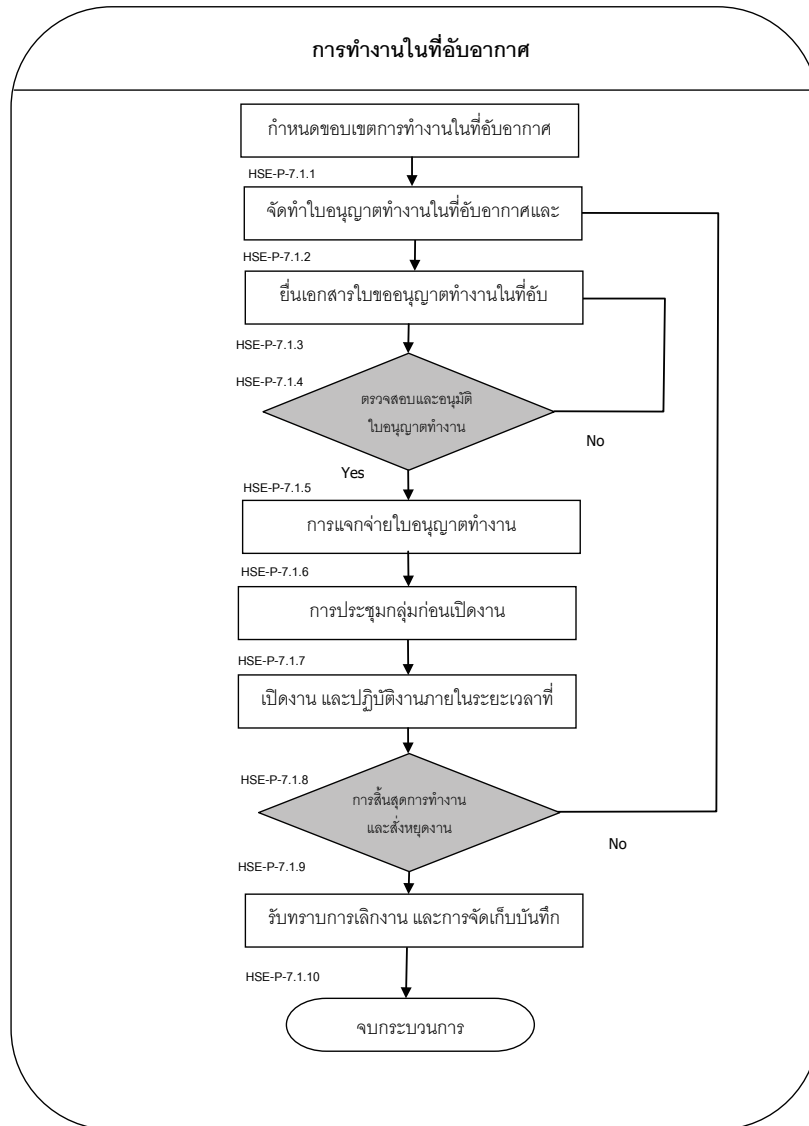 การทำงานในที่อับอากาศ
กำหนดขอบเขตการทำงานในที่อับอากาศ
HSE-P-7.1.1
จัดทำใบอนุญาตทำงานในที่อับอากาศและ
HSE-P-7.1.2
ยื่นเอกสารใบขออนุญาตทำงานในที่อับ
HSE-P-7.1.3
HSE-P-7.1.4
ตรวจสอบและอนุมัติ
ใบอนุญาตทำงาน
No
Yes
HSE-P-7.1.5
การแจกจ่ายใบอนุญาตทำงาน
HSE-P-7.1.6
การประชุมกลุ่มก่อนเปิดงาน
HSE-P-7.1.7
เปิดงาน และปฏิบัติงานภายในระยะเวลาที่
HSE-P-7.1.8
การสิ้นสุดการทำงาน
และสั่งหยุดงาน
No
HSE-P-7.1.9
รับทราบการเลิกงาน และการจัดเก็บบันทึก
HSE-P-7.1.10
จบกระบวนการ